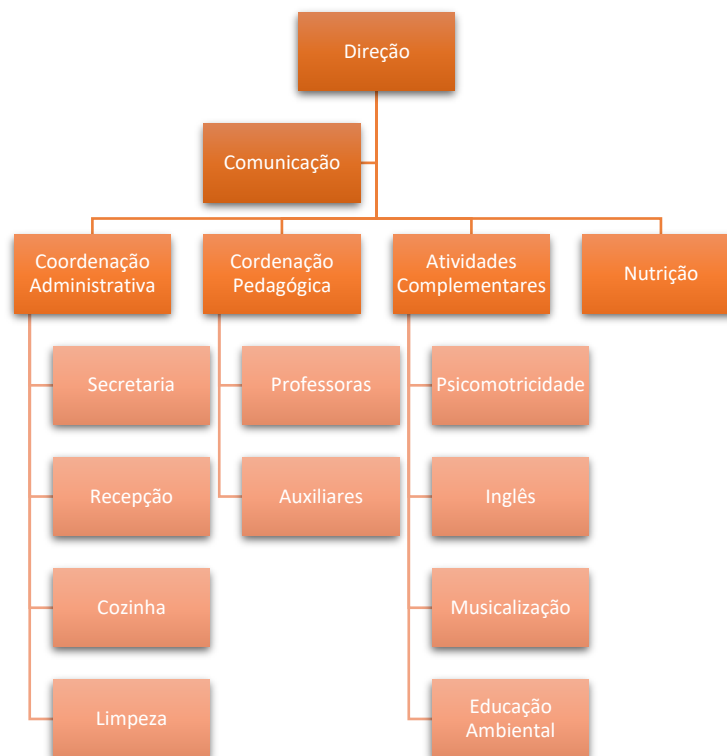 Direção
Comunicação
Coordenação
Administrativa
Cordenação
Pedagógica
Atividades
Complementares
Nutrição
Secretaria
Professoras
Psicomotricidade
Recepção
Auxiliares
Inglês
Cozinha
Musicalização
Limpeza
Educação
Ambiental